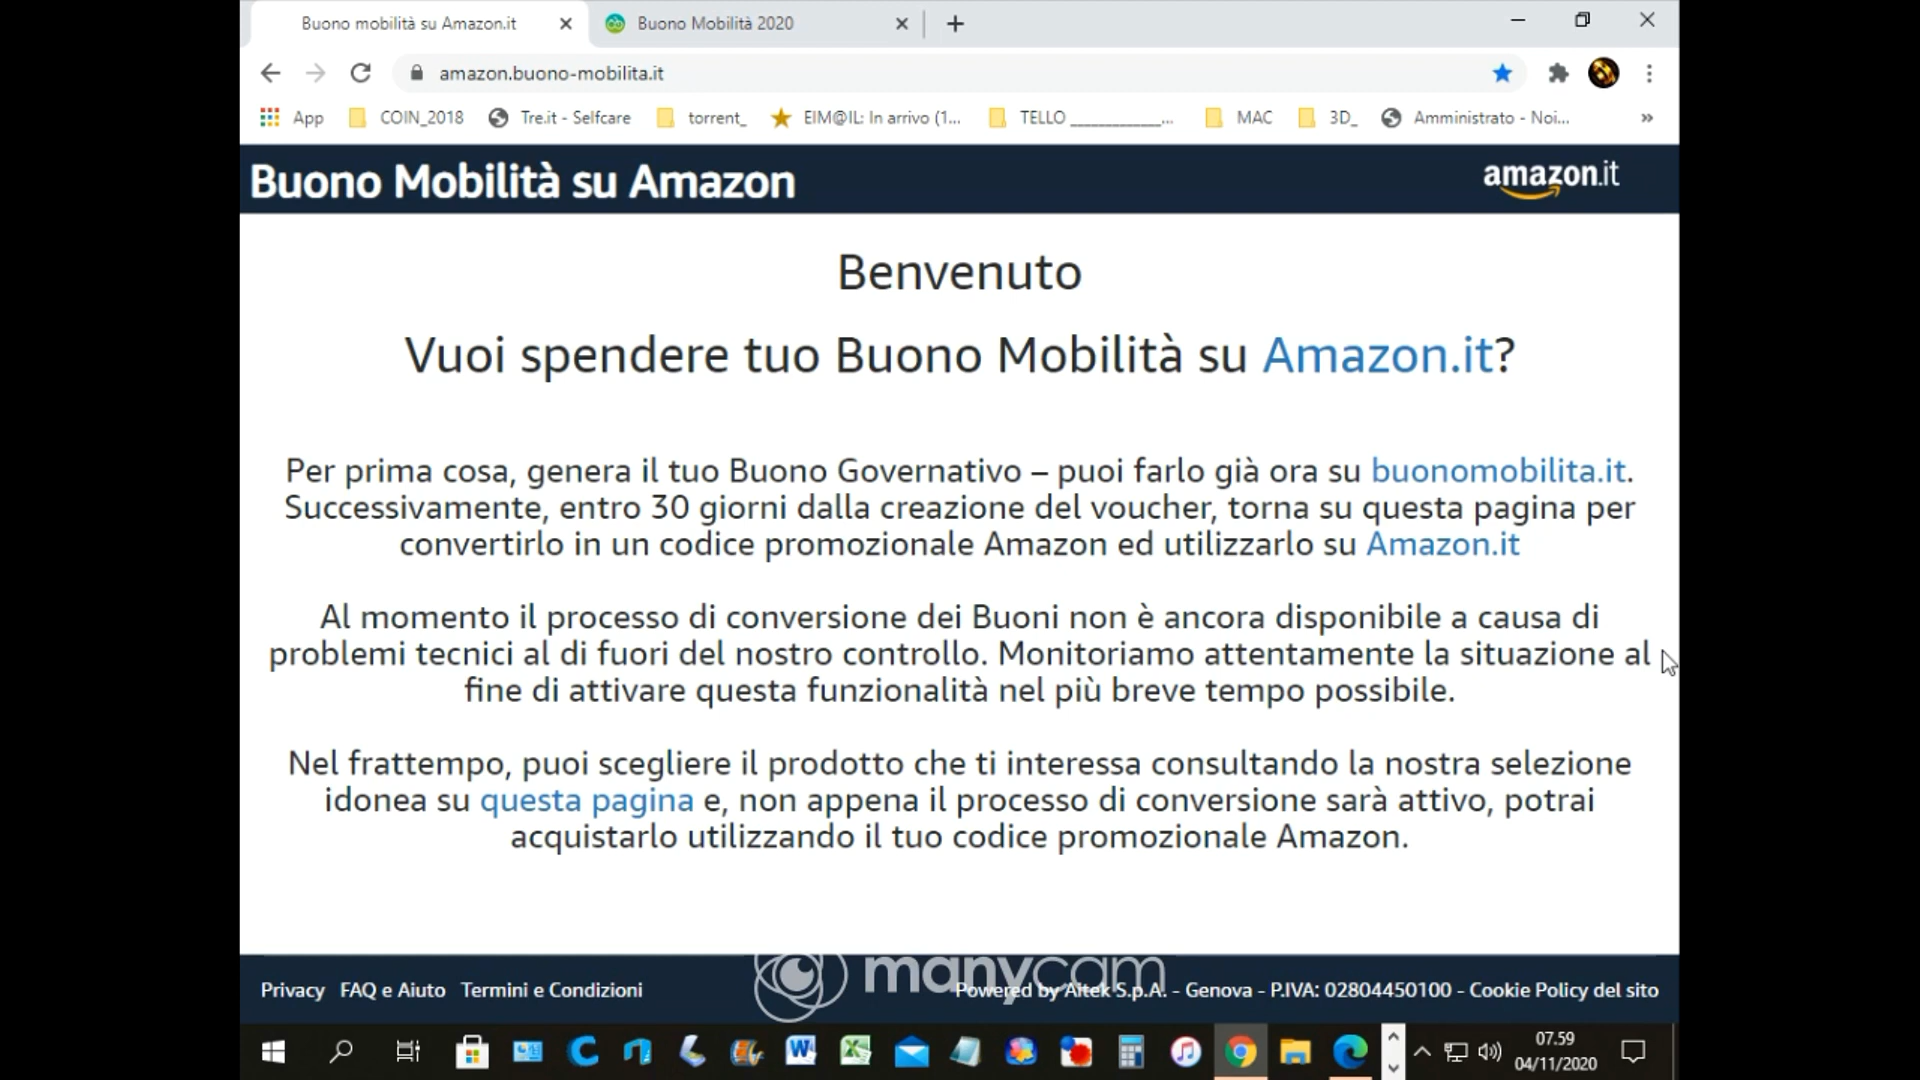 Buono mobilità su Amazon.it
Buono Mobilità 2020
amazon.buono-mobilita.it
App
COIN_2018
Tre.it - Selfcare
torrent_
EIM@IL: In arrivo (1...
TELLO ____________...
MAC
3D_
Amministrato - Noi...
»
Buono Mobilità su Amazon
amazon.it
Benvenuto
Vuoi spendere tuo Buono Mobilità su Amazon.it?
Per prima cosa, genera il tuo Buono Governativo – puoi farlo già ora su buonomobilita.it.
Successivamente, entro 30 giorni dalla creazione del voucher, torna su questa pagina per
convertirlo in un codice promozionale Amazon ed utilizzarlo su Amazon.it
Al momento il processo di conversione dei Buoni non è ancora disponibile a causa di
problemi tecnici al di fuori del nostro controllo. Monitoriamo attentamente la situazione al
fine di attivare questa funzionalità nel più breve tempo possibile.
Nel frattempo, puoi scegliere il prodotto che ti interessa consultando la nostra selezione
idonea su questa pagina e, non appena il processo di conversione sarà attivo, potrai
acquistarlo utilizzando il tuo codice promozionale Amazon.
manycam
Privacy FAQ e Aiuto Termini e Condizioni
Powered by Aitek S.p.A. - Genova - P.IVA: 02804450100 - Cookie Policy del sito
07.59
04/11/2020